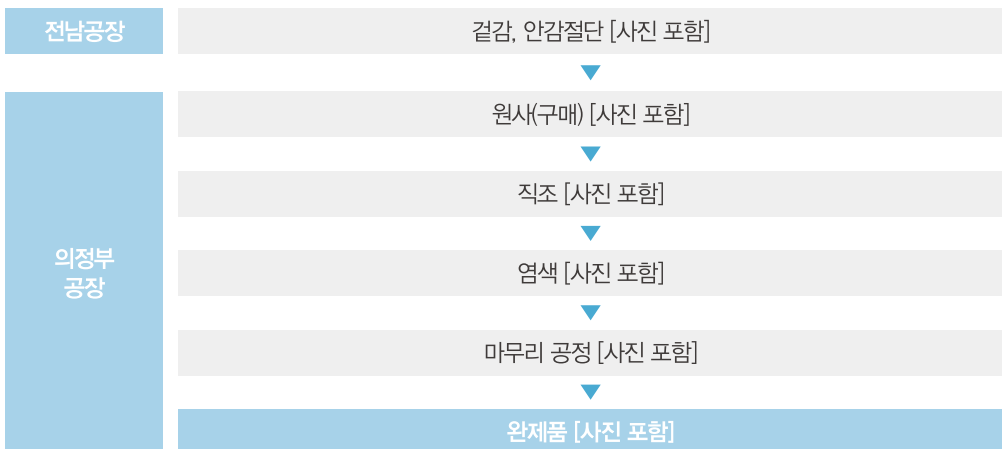 전남공장
겉감, 안감절단 [사진 포함]
의정부
공장
원사(구매) [사진 포함]
직조 [사진 포함]
염색 [사진 포함]
마무리 공정 [사진 포함]
완제품 [사진 포함]